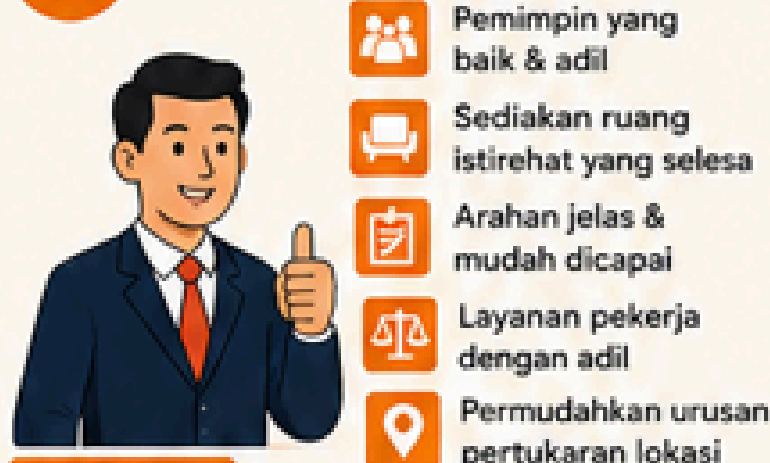 Pemimpin yang
baik & adil
Sediakan ruang
istirehat yang selesa
Arahan jelas &
mudah dicapai
Layanan pekerja
dengan adil
Permudahkan urusan
pertukaran lokasi